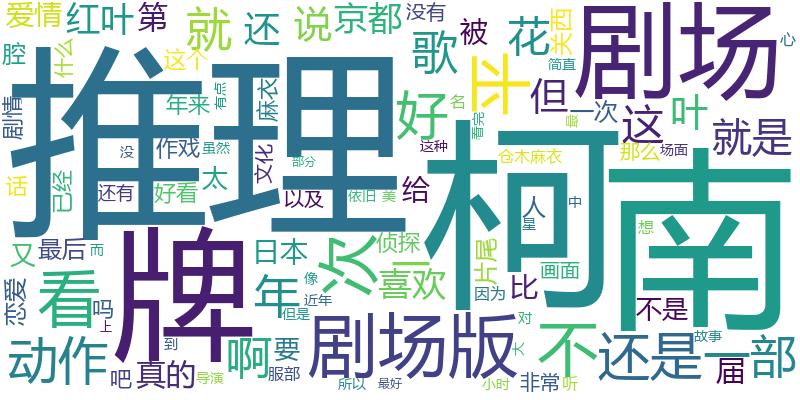 爱情
红叶
第
就
还
说
京都
没有
歌
被
花
关西
剧场
心
腔
什么
这个
年来
麻衣
有点
平
但
简直
一次
剧情
推理
好
名
看完
最
这
叶
就是
没
作戏
虽然
文化
这种
仓木麻衣
那么
场面
话
已经
还有
好看
太
部分
以及
依旧
美
给
柯南
人
星
中
想
又
最后
而
牌
日本
次
侦探
喜欢
片尾
画面
因为
比
不是
恋爱
看
吗
上
年
像
近年
但是
剧场版
天
对
不
还是
故事
一部
届
动作
吧
到
真的
导演
啊
要
服部
所以
最好
小时
非常
听